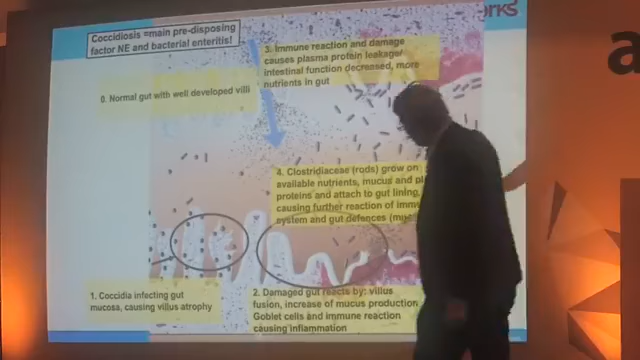 Coccidiosis =main pre-disposing
factor NE and bacterial enteritis!
orks
a
3. Immune reaction and damage
causes plasma protein leakage/
intestinal function decreased, more
nutrients in gut
0. Normal gut with well developed villi
4. Clostridiaceae (rods) grow on
available nutrients, mucus and
proteins and attach to gut lining,
causing further reaction of
system and gut defences
1. Coccidia infecting gut
mucosa, causing villus atrophy
2. Damaged gut reacts by: villus
fusion, increase of mucus production
Goblet cells and immune reaction
causing inflammation